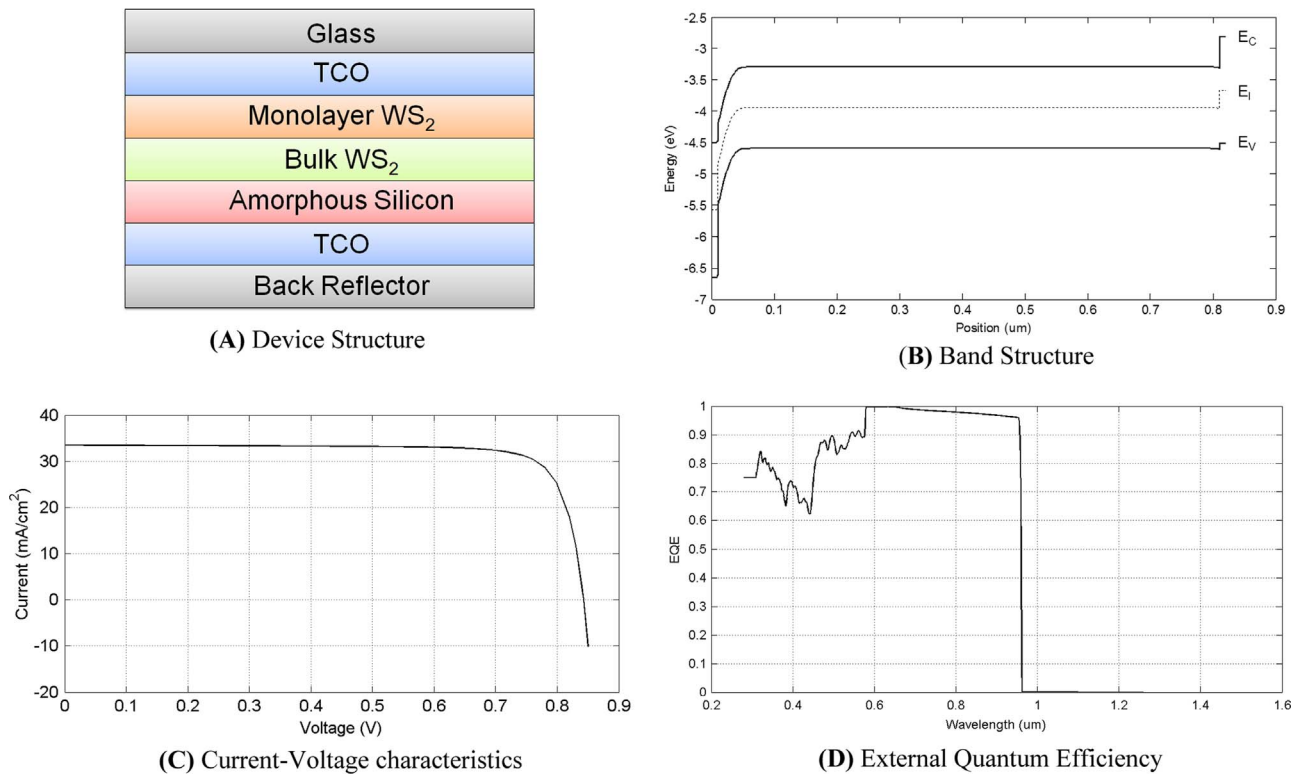 Glass
TCO
Monolayer WS2
Bulk WS2
Amorphous Silicon
TCO
Back Reflector
(A) Device Structure
-2.5
-3
-3.5
-4
-4.5
-5
-5.5
-6
-6.5
-7
Energy (eV)
EC
EI
EV
0 0.1 0.2 0.3 0.4 0.5 0.6 0.7 0.8 0.9
Position (um)
(B) Band Structure
40
30
20
10
0
-10
-20
Current (mA/cm2)
0 0.1 0.2 0.3 0.4 0.5 0.6 0.7 0.8 0.9
Voltage (V)
(C) Current-Voltage characteristics
1
0.9
0.8
0.7
0.6
0.5
0.4
0.3
0.2
0.1
0
EQE
0.2 0.4 0.6 0.8 1 1.2 1.4 1.6
Wavelength (um)
(D) External Quantum Efficiency